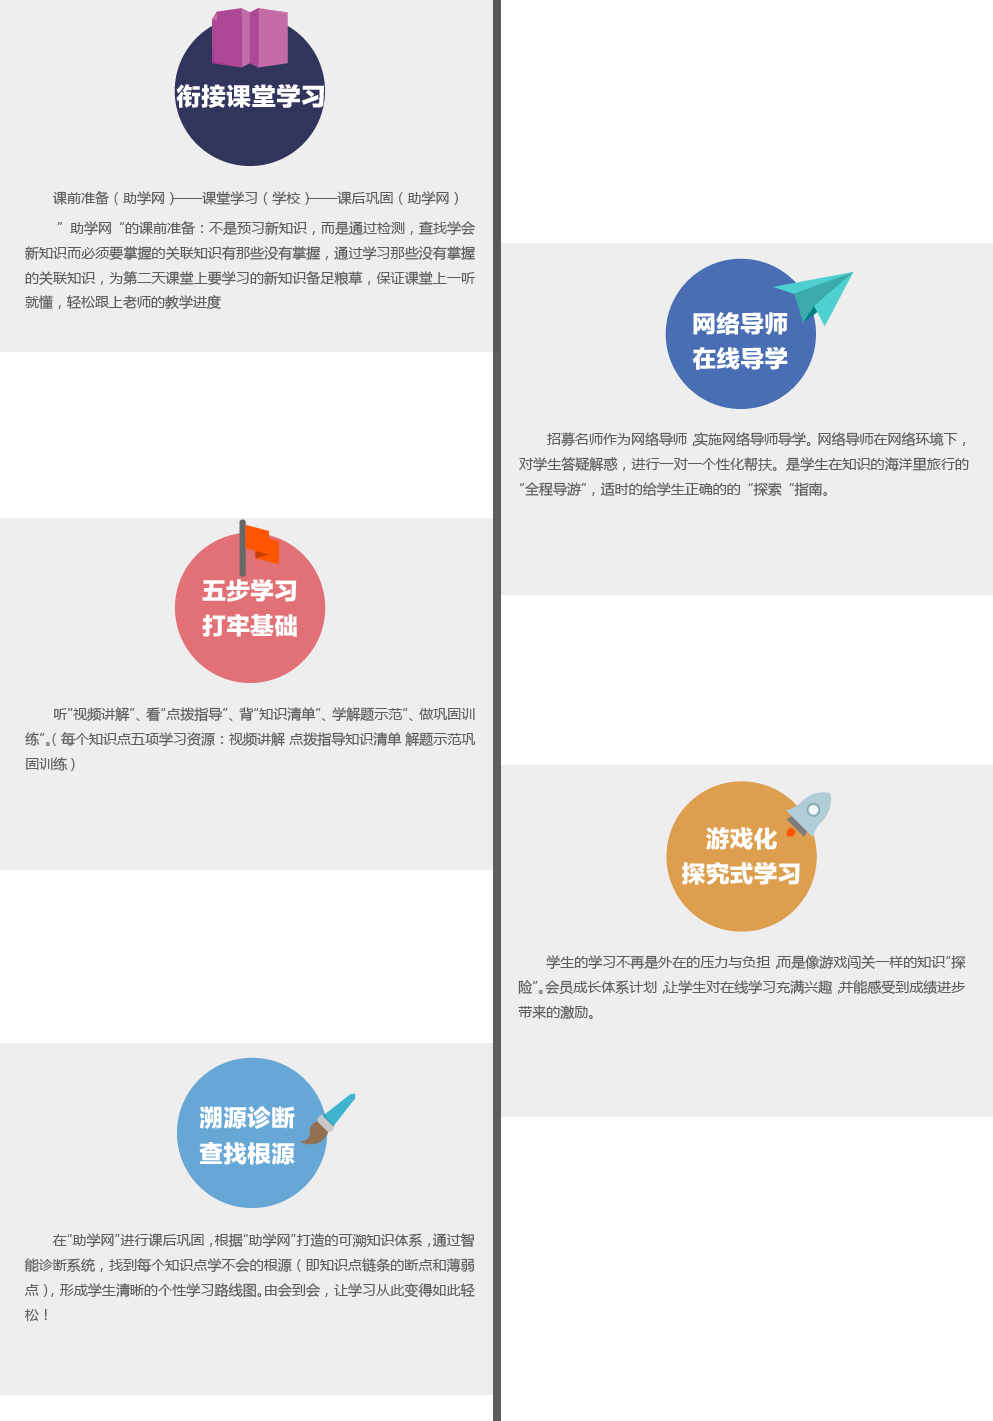 衔接课堂学习
课前准备（助学网）——课堂学习（学校）——课后巩固（助学网）
”助学网“的课前准备：不是预习新知识，而是通过检测，查找学会
新知识而必须要掌握的关联知识有那些没有掌握，通过学习那些没有掌握
的关联知识，为第二天课堂上要学习的新知识备足粮草，保证课堂上一听
就懂，轻松跟上老师的教学进度
网络导师
在线导学
招募名师作为网络导师，实施网络导师导学。网络导师在网络环境下，
对学生答疑解惑，进行一对一个性化帮扶。是学生在知识的海洋里旅行的
“全程导游”，适时的给学生正确的的“探索“指南。
五步学习
打牢基础
听“视频讲解”、看“点拨指导”、背“知识清单”、学解题示范“、做巩固训
练”。（每个知识点五项学习资源：视频讲解 点拨指导知识清单 解题示范巩
固训练）
游戏化
探究式学习
学生的学习不再是外在的压力与负担，而是像游戏闯关一样的知识“探
险”。会员成长体系计划，让学生对在线学习充满兴趣，并能感受到成绩进步
带来的激励。
溯源诊断
查找根源
在“助学网”进行课后巩固，根据“助学网”打造的可溯知识体系，通过智
能诊断系统，找到每个知识点学不会的根源（即知识点链条的断点和薄弱
点），形成学生清晰的个性学习路线图。由会到会，让学习从此变得如此轻
松！